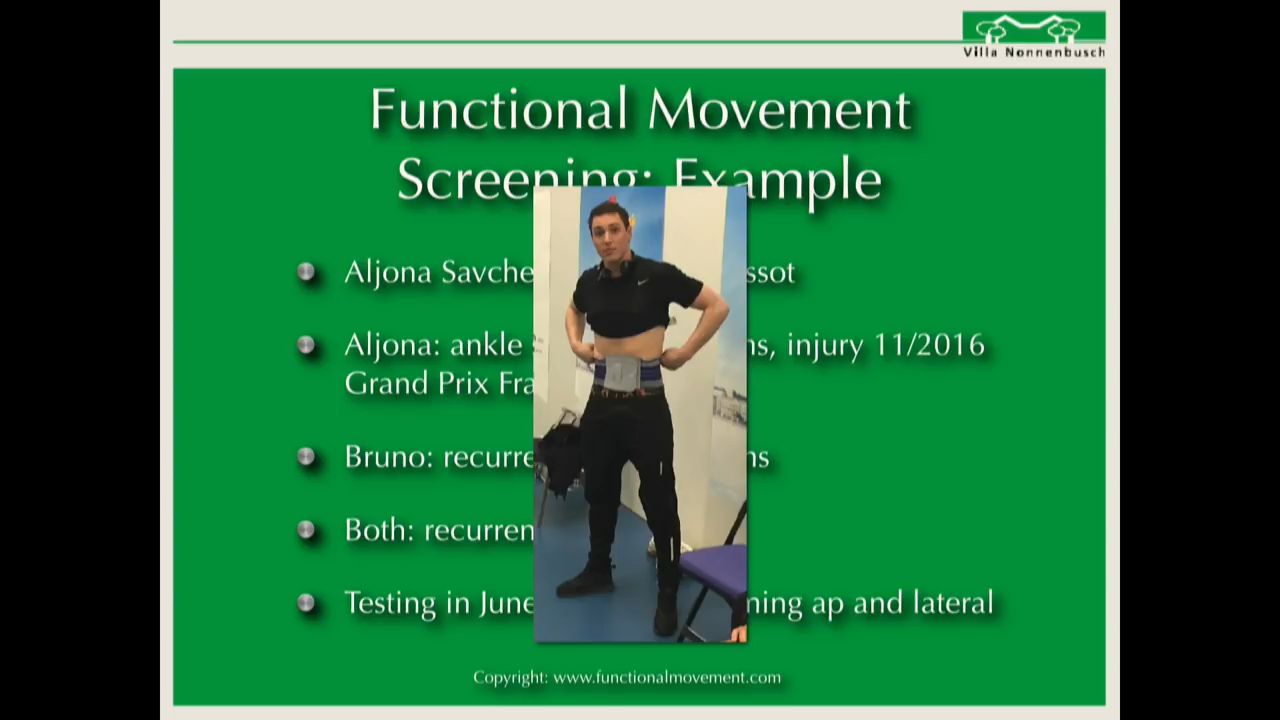 Villa Nonnenbusch
Functional Movement
Screening: Example
Aljona Savche ssot
Aljona: ankle ns, injury 11/2016
Grand Prix Fra
Bruno: recurre ns
Both: recurren
Testing in June ning ap and lateral
Copyright: www.functionalmovement.com